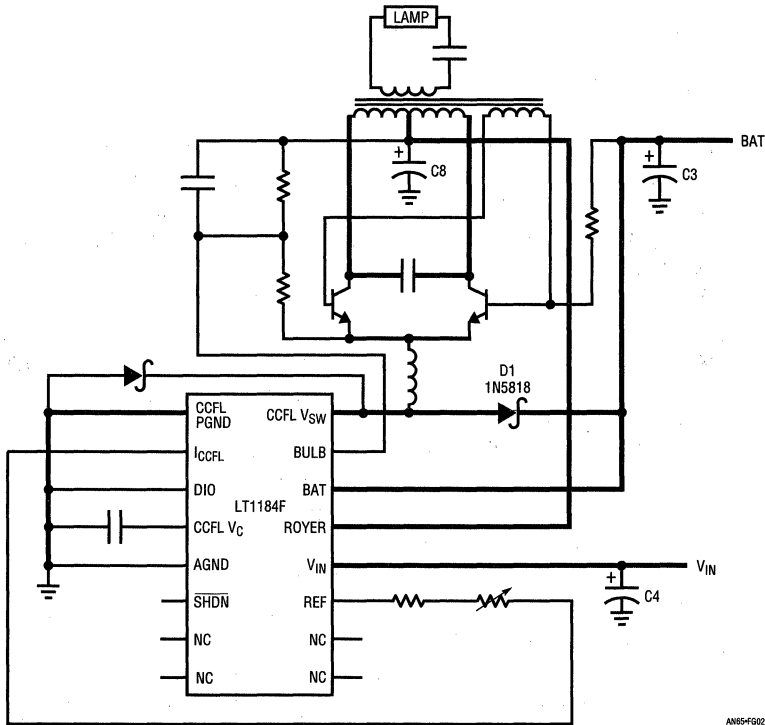 LAMP
BAT
+
C8
+
C3
D1
1N5818
CCFL
PGND
CCFL VSW
ICCFL
BULB
DIO
BAT
LT1184F
CCFL VC
ROYER
AGND
VIN
VIN
+
C4
SHDN
REF
NC
NC
NC
NC
AN65•FG02